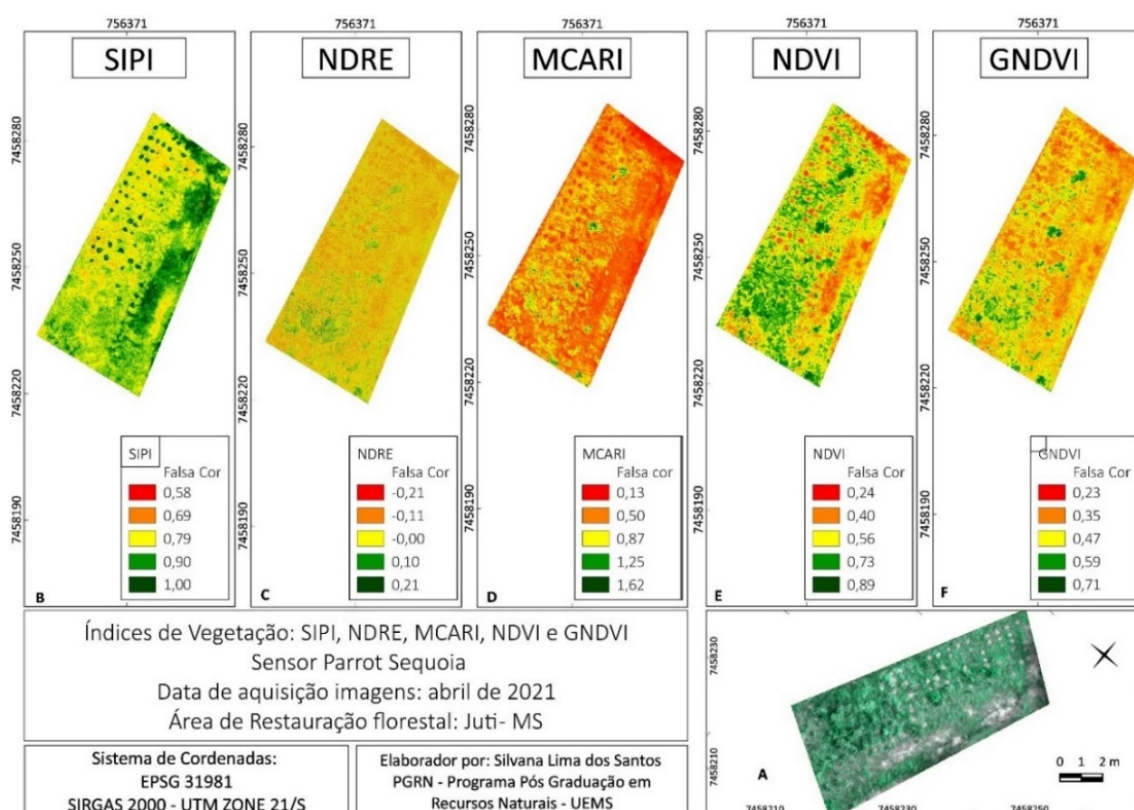 756371
756371
756371
756371
756371
SIPI
NDRE
MCARI
NDVI
GNDVI
7458280
7458250
7458220
7458190
7458280
7458250
7458220
7458190
7458280
7458250
7458220
7458190
7458280
7458250
7458220
7458190
7458280
7458250
7458220
7458190
SIPI
Falsa Cor
0,58
0,69
0,79
0,90
1,00
B
NDRE
Falsa Cor
-0,21
-0,11
-0,00
0,10
0,21
C
MCARI
Falsa cor
0,13
0,50
0,87
1,25
1,62
D
NDVI
Falsa Cor
0,24
0,40
0,56
0,73
0,89
E
GNDVI
Falsa Cor
0,23
0,35
0,47
0,59
0,71
F
Índices de Vegetação: SIPI, NDRE, MCARI, NDVI e GNDVI
Sensor Parrot Sequoia
Data de aquisição imagens: abril de 2021
Área de Restauração florestal: Juti- MS
Sistema de Cordenadas:
EPSG 31981
SIRGAS 2000 - UTM ZONE 21/S
Elaborador por: Silvana Lima dos Santos
PGRN - Programa Pós Graduação em
Recursos Naturais - UEMS
7458230
7458210
A
0 1 2 m
7458210
7458230
7458250